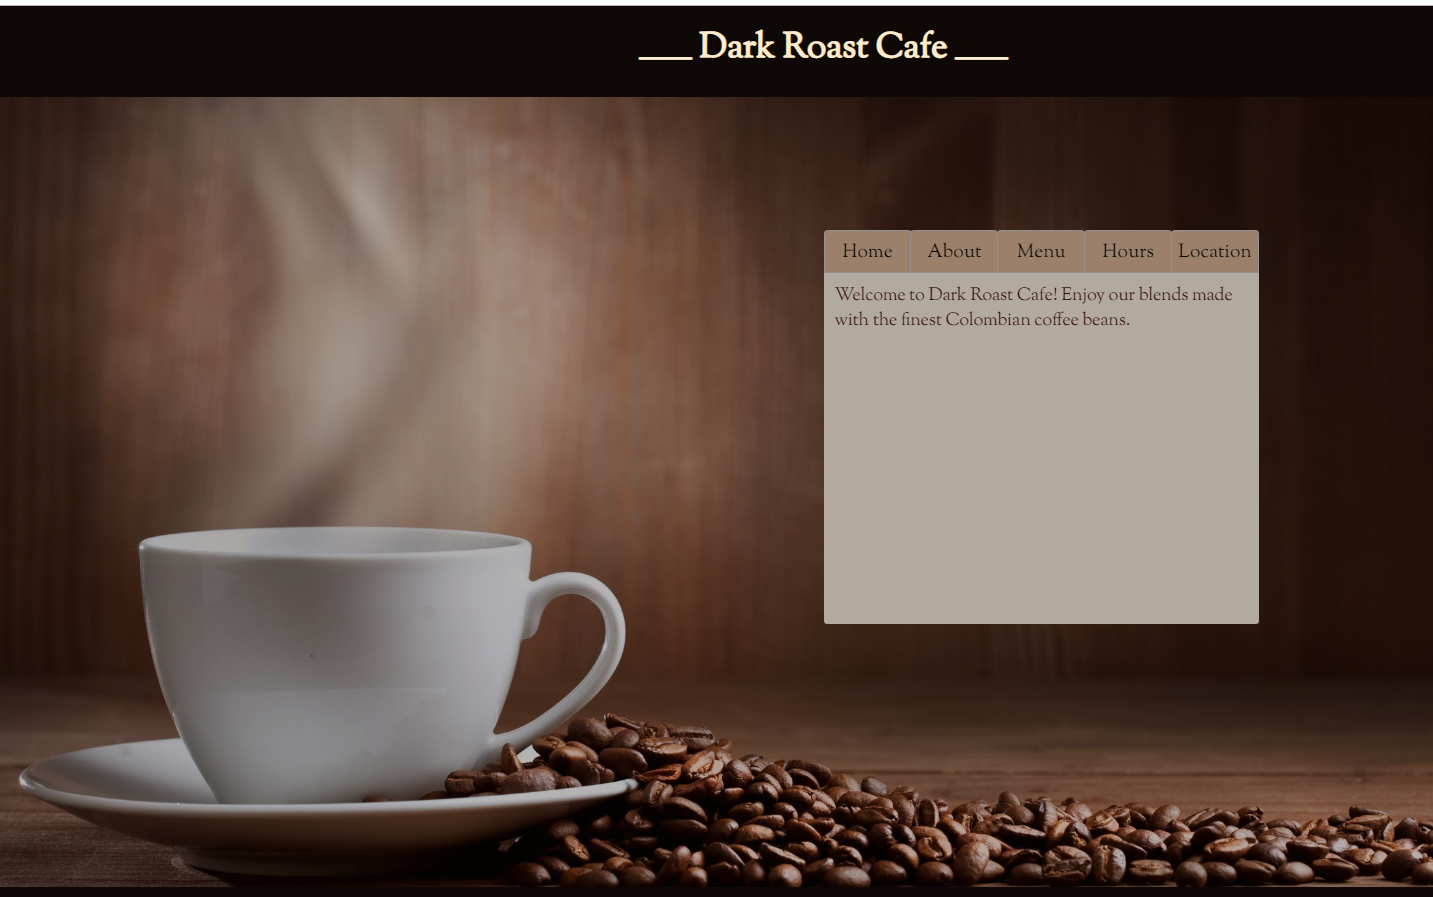 ___ Dark Roast Cafe ___
Home About Menu Hours Location
Welcome to Dark Roast Cafe! Enjoy our blends made
with the finest Colombian coffee beans.